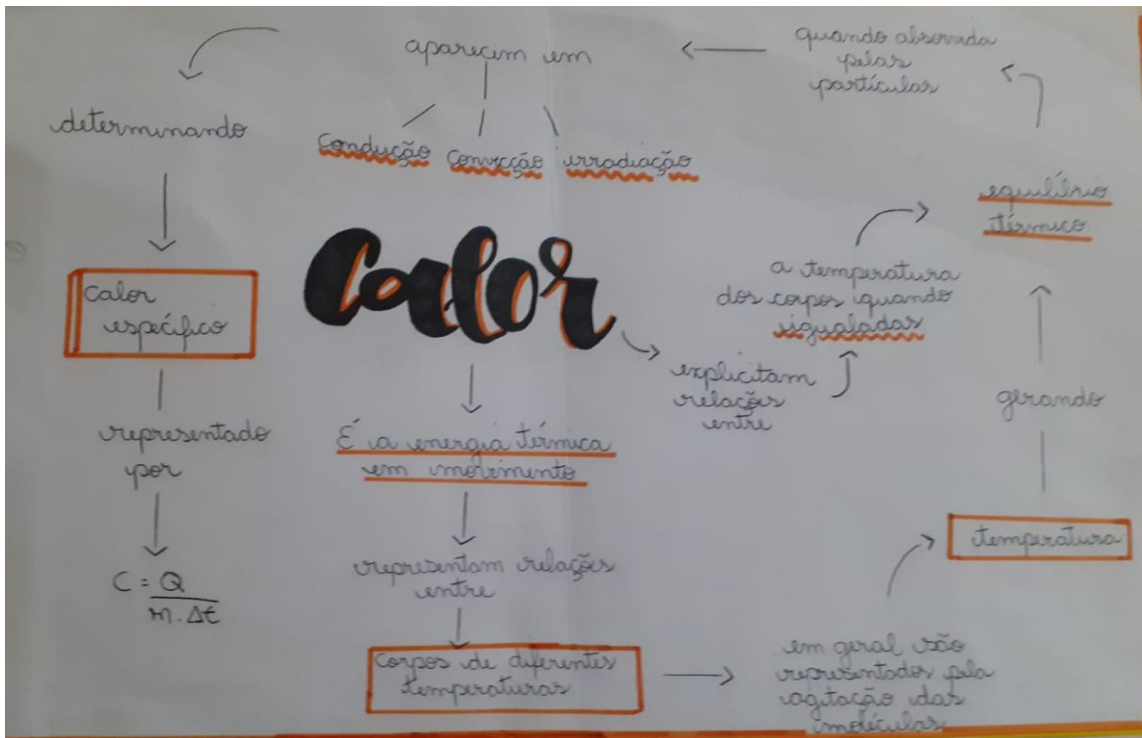 Calor
É a energia térmica
em movimento
representam relações
entre
Corpos de diferentes
temperaturas
em geral são
representados pela
agitação das
moléculas
temperatura
gerando
equilíbrio
térmico
explicitam
relações
entre
a temperatura
dos corpos quando
igualadas
quando absorvida
pelas
partículas
aparecem em
Condução Convecção irradiação
determinando
Calor
específico
representado
por
C = Q
m . Δt